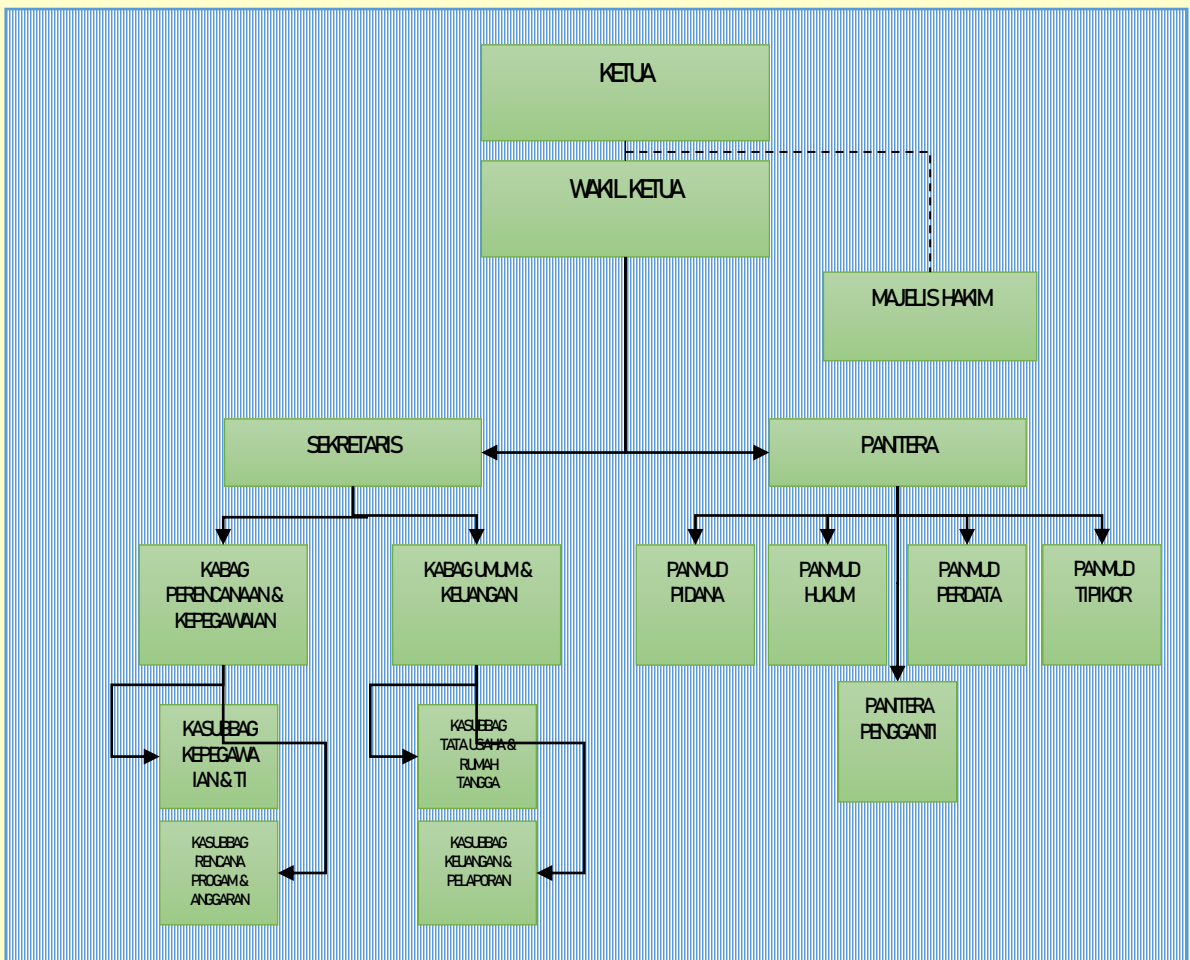 KETUA
WAKIL KETUA
MAJELIS HAKIM
SEKRETARIS
PANTERA
KABAG
PERENCANAAN &
KEPEGAWAIAN
KABAG UMUM &
KEUANGAN
PANMUD
PIDANA
PANMUD
HUKUM
PANMUD
PERDATA
PANMUD
TIPIKOR
KASUBBAG
KEPEGAWA
IAN & TI
KASUBBAG
TATA USAHA &
RUMAH
TANGGA
PANTERA
PENGGANTI
KASUBBAG
RENCANA
PROGAM &
ANGGARAN
KASUBBAG
KEUANGAN &
PELAPORAN